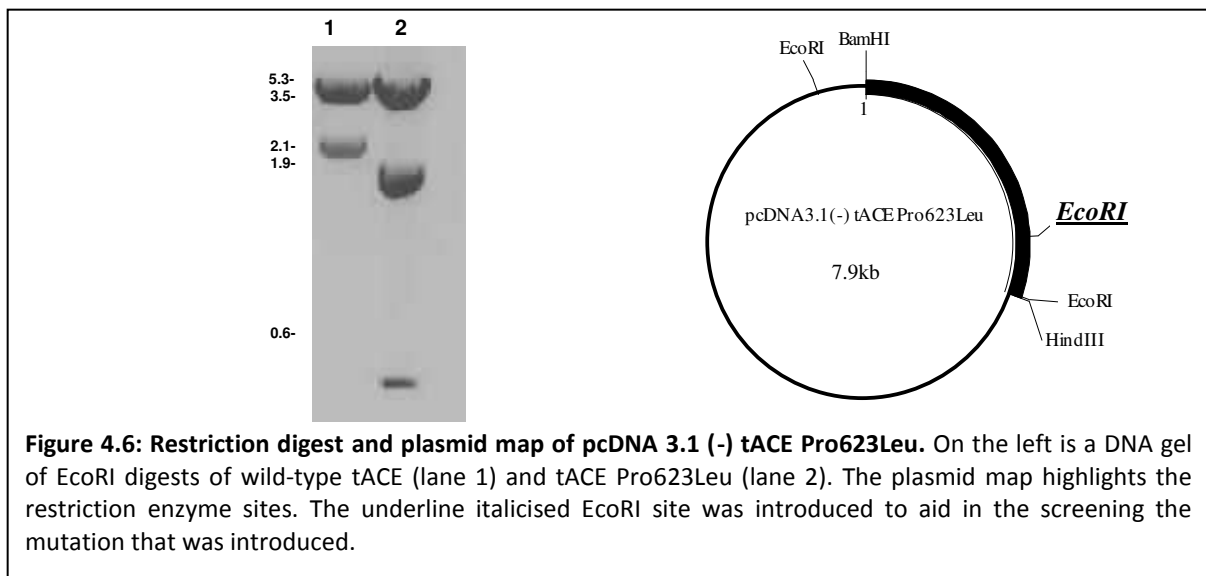 1 2
5.3-
3.5-
2.1-
1.9-
0.6-
EcoRI
BamHI
1
pcDNA3.1(-) tACE Pro623Leu
7.9kb
EcoRI
EcoRI
HindIII
Figure 4.6: Restriction digest and plasmid map of pcDNA 3.1 (-) tACE Pro623Leu. On the left is a DNA gel
of EcoRI digests of wild-type tACE (lane 1) and tACE Pro623Leu (lane 2). The plasmid map highlights the
restriction enzyme sites. The underline italicised EcoRI site was introduced to aid in the screening the
mutation that was introduced.